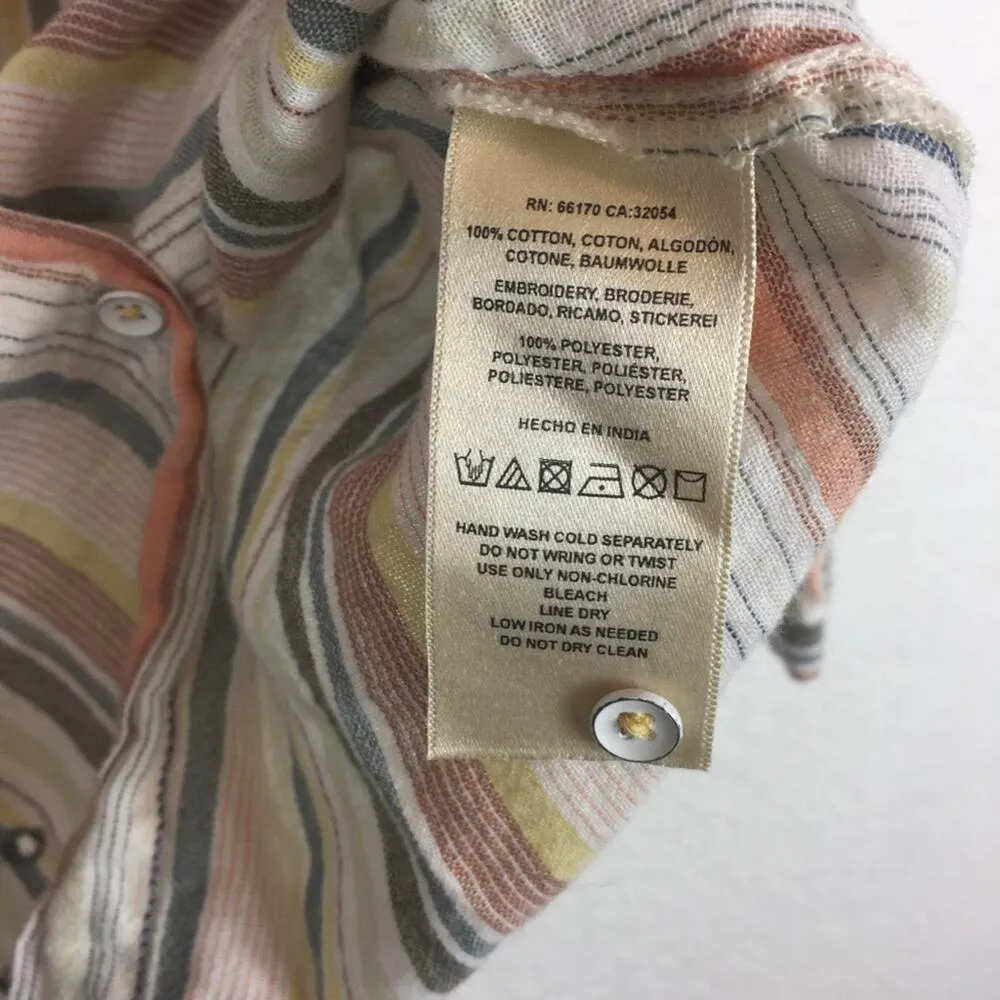 RN: 66170 CA:32054
100% COTTON, COTON, ALGODÓN,
COTONE, BAUMWOLLE
EMBROIDERY, BRODERIE,
BORDADO, RICAMO, STICKEREI
100% POLYESTER,
POLYESTER, POLIÉSTER,
POLIESTERE, POLYESTER
HECHO EN INDIA
HAND WASH COLD SEPARATELY
DO NOT WRING OR TWIST
USE ONLY NON-CHLORINE
BLEACH
LINE DRY
LOW IRON AS NEEDED
DO NOT DRY CLEAN